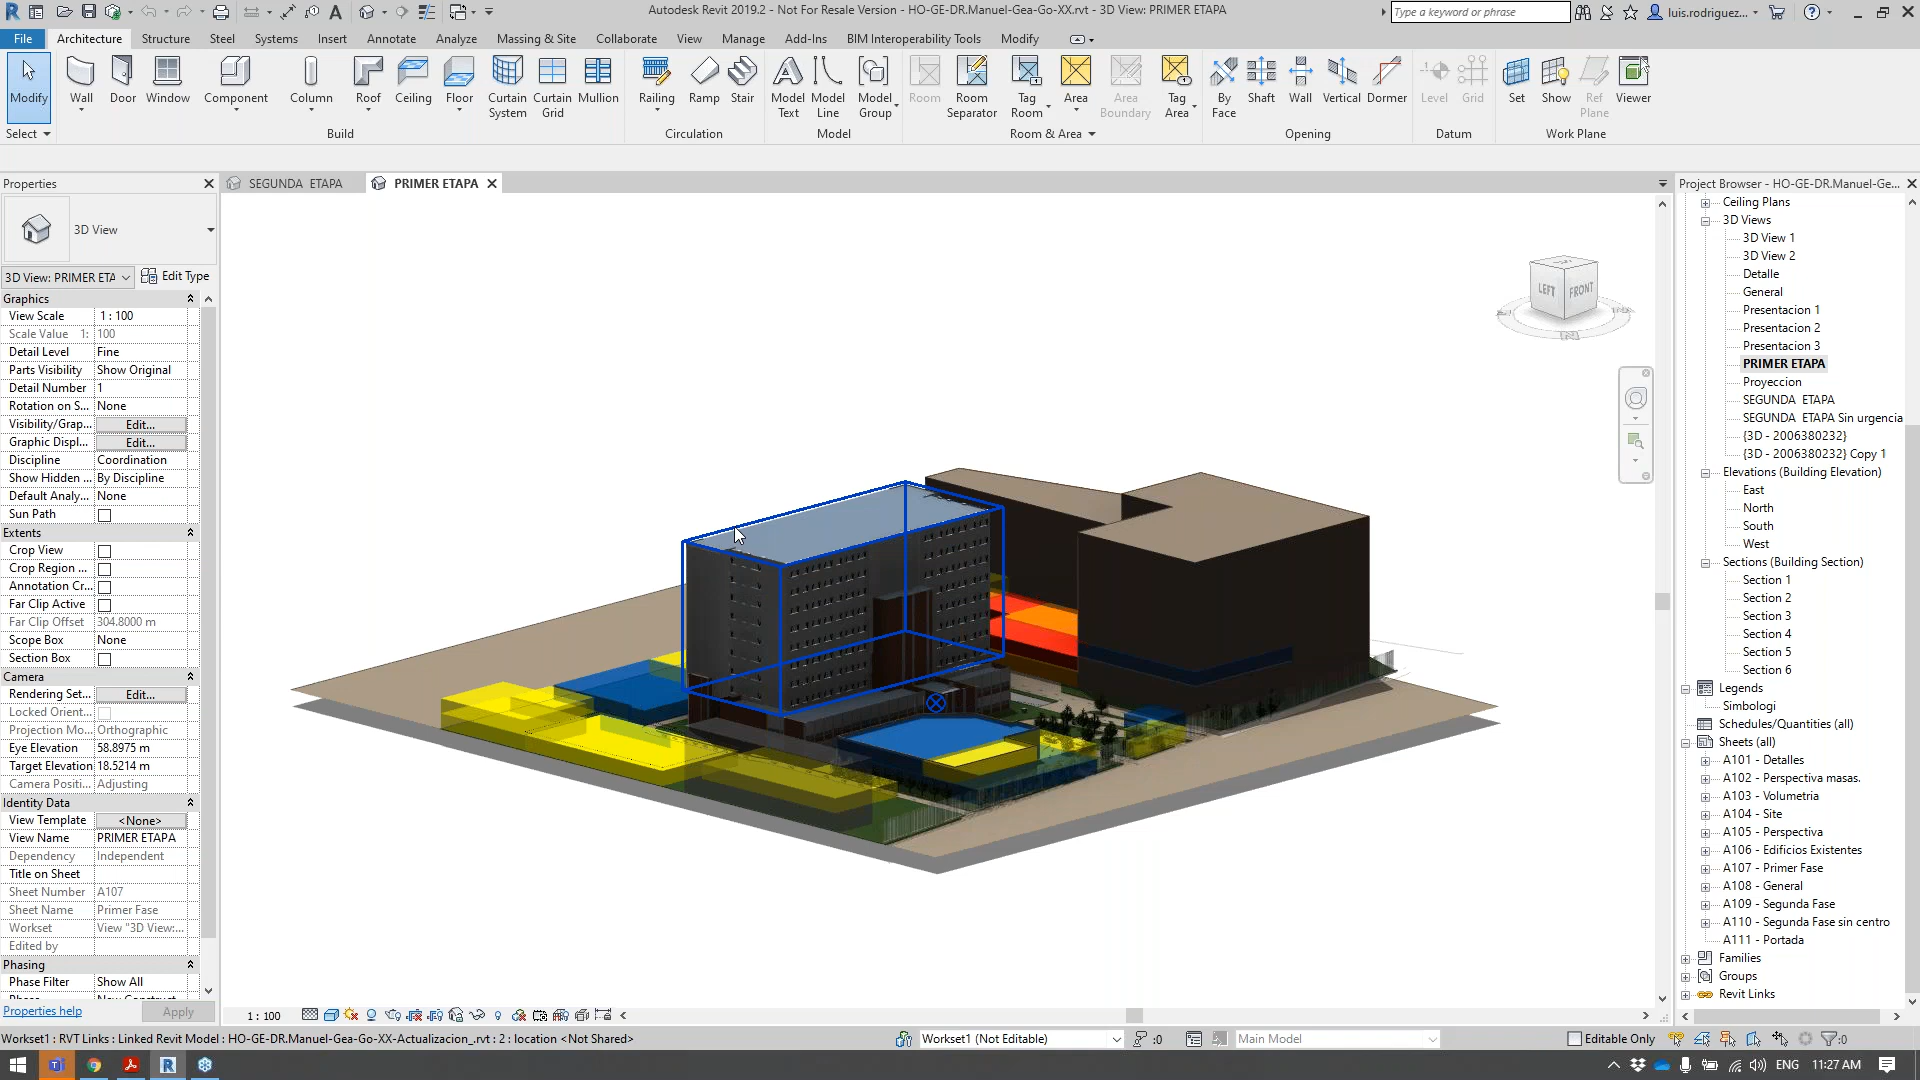 Autodesk Revit 2019.2 - Not For Resale Version - HO-GE-DR.Manuel-Gea-Go-XX.rvt - 3D View: PRIMER ETAPA
Type a keyword or phrase
luis.rodriguez...
File Architecture Structure Steel Systems Insert Annotate Analyze Massing & Site Collaborate View Manage Add-Ins BIM Interoperability Tools Modify
Modify Wall Door Window Component Column Roof Ceiling Floor Curtain System Curtain Grid Mullion Railing Ramp Stair Model Text Model Line Model Group Room Room Separator Tag Room Area Area Boundary Tag Area By Face Shaft Wall Vertical Dormer Level Grid Set Show Ref Plane Viewer
Select Build Circulation Model Room & Area Opening Datum Work Plane
Properties
SEGUNDA ETAPA
PRIMER ETAPA
Project Browser - HO-GE-DR.Manuel-Ge...
3D View
3D View: PRIMER ETA
Edit Type
Graphics
View Scale 1 : 100
Scale Value 1: 100
Detail Level Fine
Parts Visibility Show Original
Detail Number 1
Rotation on S... None
Visibility/Grap... Edit...
Graphic Displ... Edit...
Discipline Coordination
Show Hidden ... By Discipline
Default Analy... None
Sun Path
Extents
Crop View
Crop Region ...
Annotation Cr...
Far Clip Active
Far Clip Offset 304.8000 m
Scope Box None
Section Box
Camera
Rendering Set... Edit...
Locked Orient...
Projection Mo... Orthographic
Eye Elevation 58.8975 m
Target Elevation 18.5214 m
Camera Positi... Adjusting
Identity Data
View Template <None>
View Name PRIMER ETAPA
Dependency Independent
Title on Sheet
Sheet Number A107
Sheet Name Primer Fase
Workset View "3D View:...
Edited by
Phasing
Phase Filter Show All
Properties help
Apply
LEFT FRONT
Ceiling Plans
3D Views
3D View 1
3D View 2
Detalle
General
Presentacion 1
Presentacion 2
Presentacion 3
PRIMER ETAPA
Proyeccion
SEGUNDA ETAPA
SEGUNDA ETAPA Sin urgencia
{3D - 2006380232}
{3D - 2006380232} Copy 1
Elevations (Building Elevation)
East
North
South
West
Sections (Building Section)
Section 1
Section 2
Section 3
Section 4
Section 5
Section 6
Legends
Simbologi
Schedules/Quantities (all)
Sheets (all)
A101 - Detalles
A102 - Perspectiva masas.
A103 - Volumetria
A104 - Site
A105 - Perspectiva
A106 - Edificios Existentes
A107 - Primer Fase
A108 - General
A109 - Segunda Fase
A110 - Segunda Fase sin centro
A111 - Portada
Families
Groups
Revit Links
1 : 100
Workset1 : RVT Links : Linked Revit Model : HO-GE-DR.Manuel-Gea-Go-XX-Actualizacion_.rvt : 2 : location <Not Shared>
Workset1 (Not Editable)
:0
Main Model
Editable Only
:0
ENG 11:27 AM